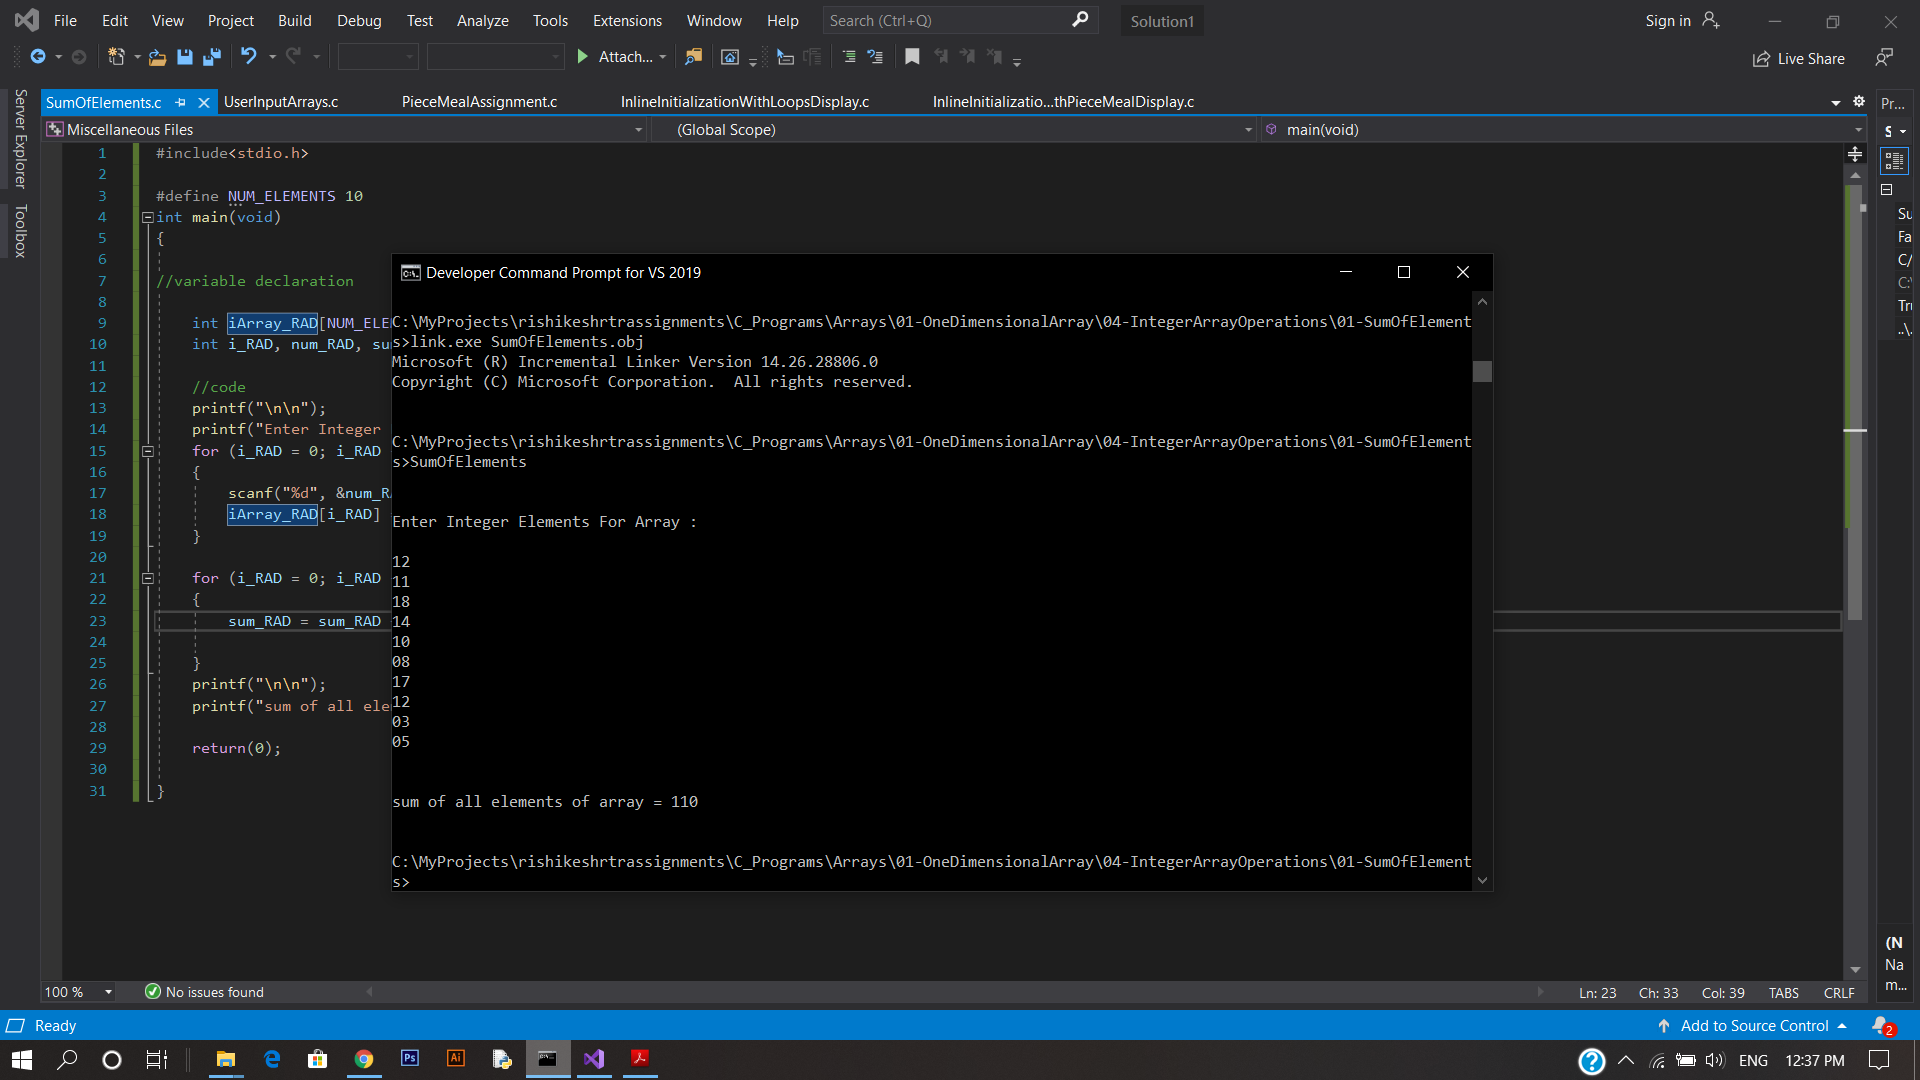 File Edit View Project Build Debug Test Analyze Tools Extensions Window Help Search (Ctrl+Q) Solution1 Sign in
Attach... Live Share
SumOfElements.c UserInputArrays.c PieceMealAssignment.c InlineInitializationWithLoopsDisplay.c InlineInitializatio...thPieceMealDisplay.c Pr...
Miscellaneous Files (Global Scope) main(void)
Server Explorer
Toolbox
1 #include<stdio.h>
2
3 #define NUM_ELEMENTS 10
4 int main(void)
5 {
6
7 //variable declaration
8
9 int iArray_RAD[NUM_ELE
10 int i_RAD, num_RAD, su
11
12 //code
13 printf("\n\n");
14 printf("Enter Integer
15 for (i_RAD = 0; i_RAD
16 {
17 scanf("%d", &num_RA
18 iArray_RAD[i_RAD]
19 }
20
21 for (i_RAD = 0; i_RAD
22 {
23 sum_RAD = sum_RAD
24
25 }
26 printf("\n\n");
27 printf("sum of all ele
28
29 return(0);
30
31 }
Developer Command Prompt for VS 2019
C:\MyProjects\rishikeshrtrassignments\C_Programs\Arrays\01-OneDimensionalArray\04-IntegerArrayOperations\01-SumOfElement
s>link.exe SumOfElements.obj
Microsoft (R) Incremental Linker Version 14.26.28806.0
Copyright (C) Microsoft Corporation.  All rights reserved.
C:\MyProjects\rishikeshrtrassignments\C_Programs\Arrays\01-OneDimensionalArray\04-IntegerArrayOperations\01-SumOfElement
s>SumOfElements
Enter Integer Elements For Array :
12
11
18
14
10
08
17
12
03
05
sum of all elements of array = 110
C:\MyProjects\rishikeshrtrassignments\C_Programs\Arrays\01-OneDimensionalArray\04-IntegerArrayOperations\01-SumOfElement
s>
S
Su
Fa
C/
C:\
Tru
..\.
(N
Na
m...
100 % No issues found Ln: 23 Ch: 33 Col: 39 TABS CRLF
Ready Add to Source Control 2
Ps Ai ENG 12:37 PM